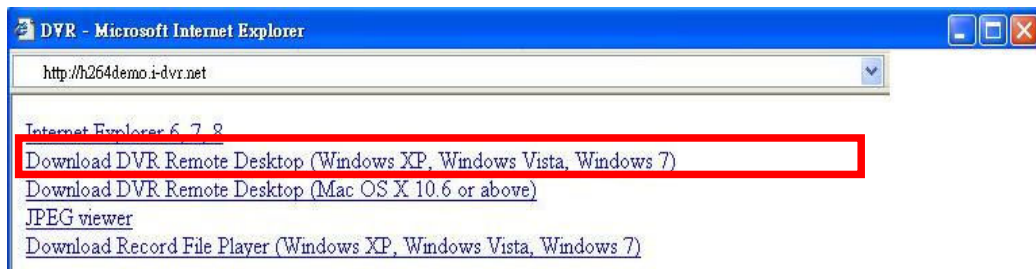 DVR - Microsoft Internet Explorer
http://h264demo.i-dvr.net
Internet Explorer 6, 7, 8
Download DVR Remote Desktop (Windows XP, Windows Vista, Windows 7)
Download DVR Remote Desktop (Mac OS X 10.6 or above)
JPEG viewer
Download Record File Player (Windows XP, Windows Vista, Windows 7)